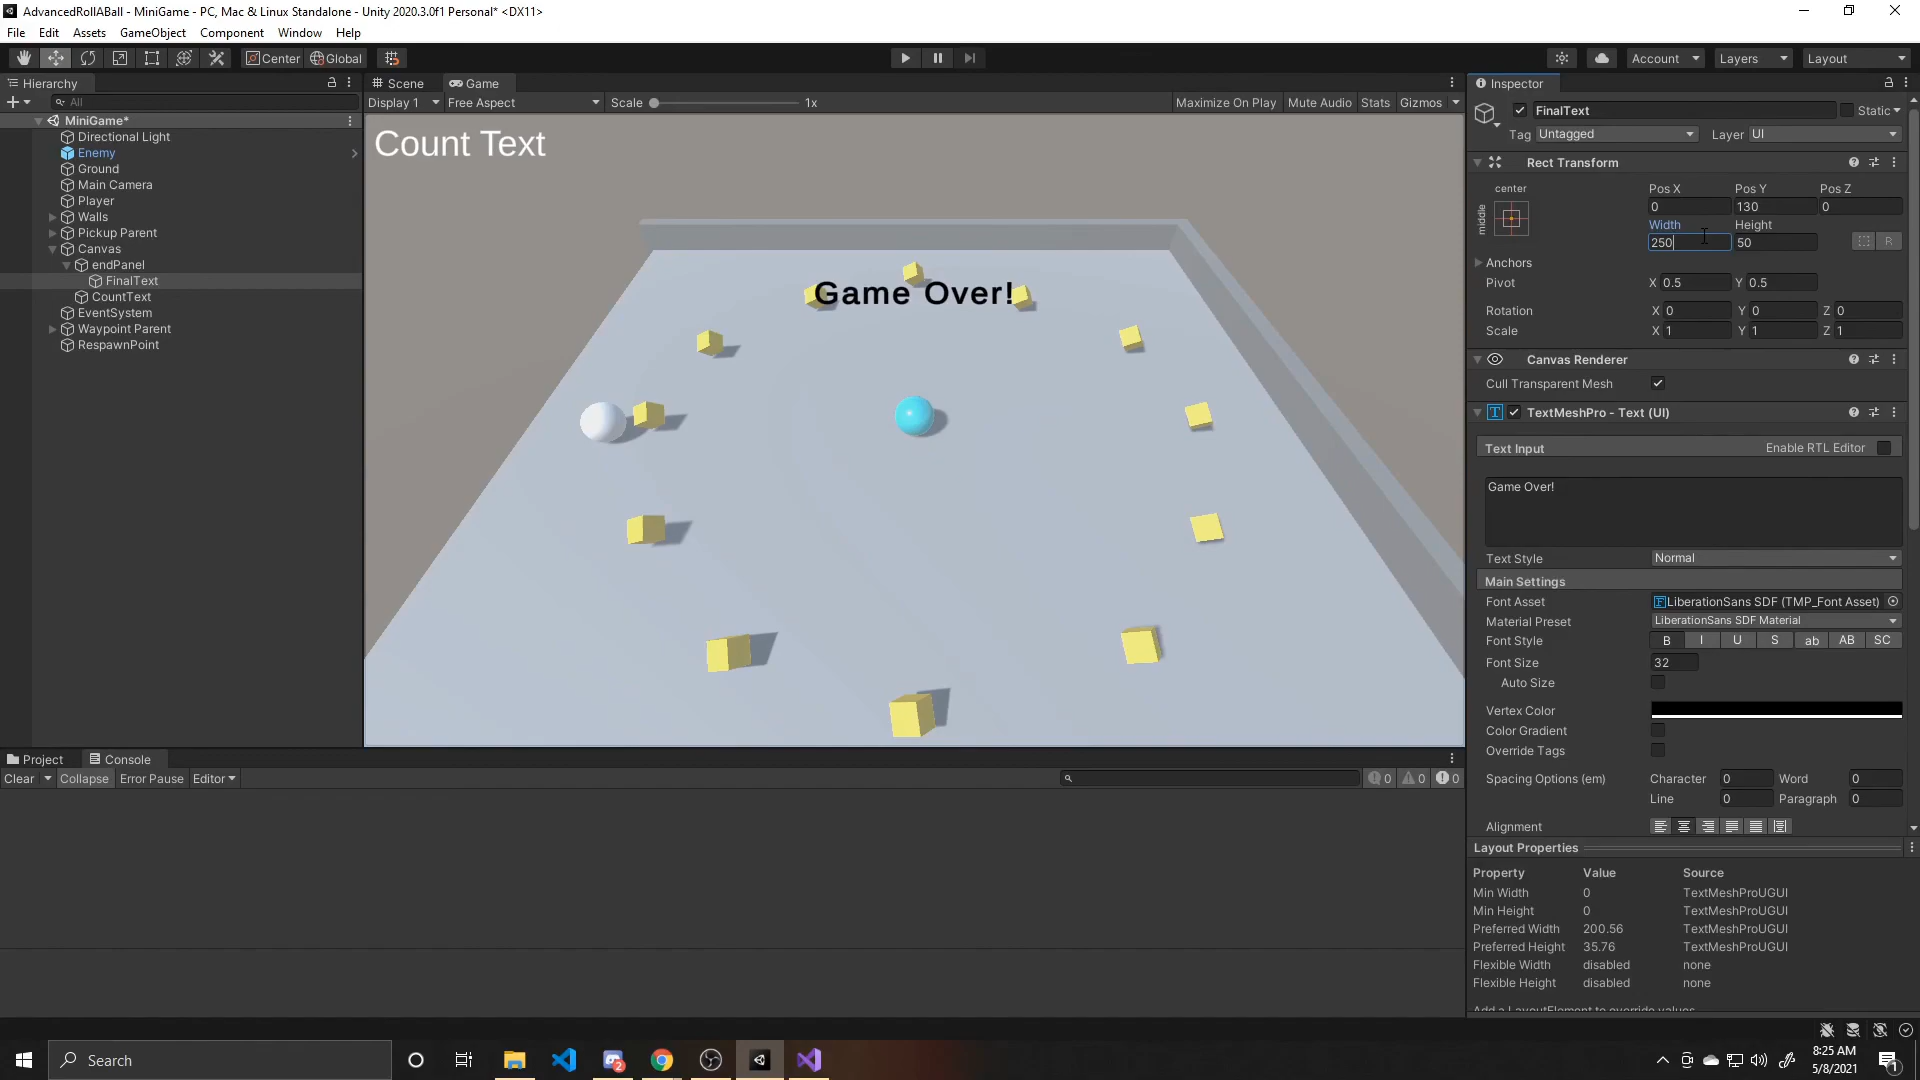 AdvancedRollABall - MiniGame - PC, Mac & Linux Standalone - Unity 2020.3.0f1 Personal* <DX11>
File Edit Assets GameObject Component Window Help
Center Global Account Layers Layout
Hierarchy
All
MiniGame*
Directional Light
Enemy
Ground
Main Camera
Player
Walls
Pickup Parent
Canvas
endPanel
FinalText
CountText
EventSystem
Waypoint Parent
RespawnPoint
Scene Game
Display 1 Free Aspect Scale 1x Maximize On Play Mute Audio Stats Gizmos
Count Text
Game Over!
Inspector
FinalText Static
Tag Untagged Layer UI
Rect Transform
center
middle
Pos X Pos Y Pos Z
0 130 0
Width Height
250 50
R
Anchors
Pivot X 0.5 Y 0.5
Rotation X 0 Y 0 Z 0
Scale X 1 Y 1 Z 1
Canvas Renderer
Cull Transparent Mesh
TextMeshPro - Text (UI)
Text Input Enable RTL Editor
Game Over!
Text Style Normal
Main Settings
Font Asset LiberationSans SDF (TMP_Font Asset)
Material Preset LiberationSans SDF Material
Font Style B I U S ab AB SC
Font Size 32
Auto Size
Vertex Color
Color Gradient
Override Tags
Spacing Options (em) Character 0 Word 0
Line 0 Paragraph 0
Alignment
Layout Properties
Property Value Source
Min Width 0 TextMeshProUGUI
Min Height 0 TextMeshProUGUI
Preferred Width 200.56 TextMeshProUGUI
Preferred Height 35.76 TextMeshProUGUI
Flexible Width disabled none
Flexible Height disabled none
Add a LayoutElement to override values
Project Console
Clear Collapse Error Pause Editor 0 0 0
Search
2
8:25 AM
5/8/2021
1